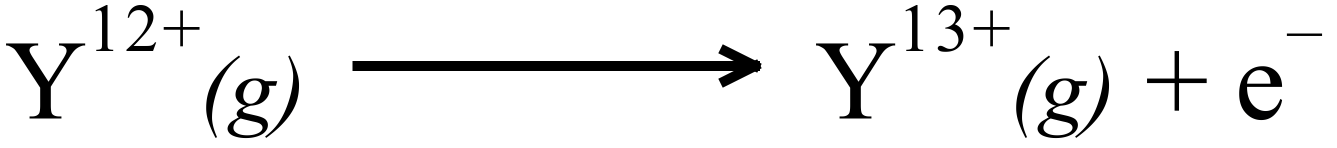 Y¹²⁺(g) ⟶ Y¹³⁺(g) + e⁻